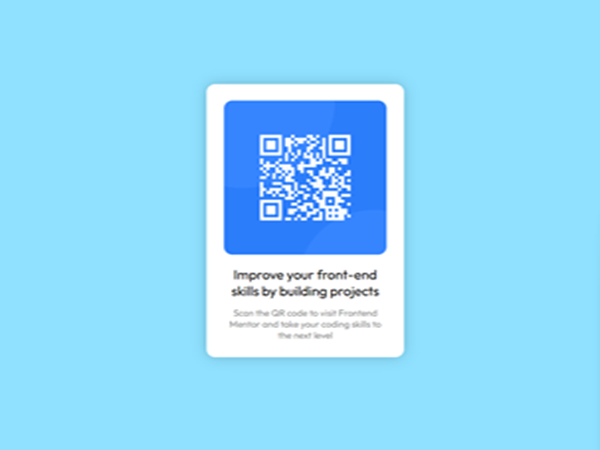 Improve your front-end
skills by building projects
Scan the QR code to visit Frontend
Mentor and take your coding skills to
the next level